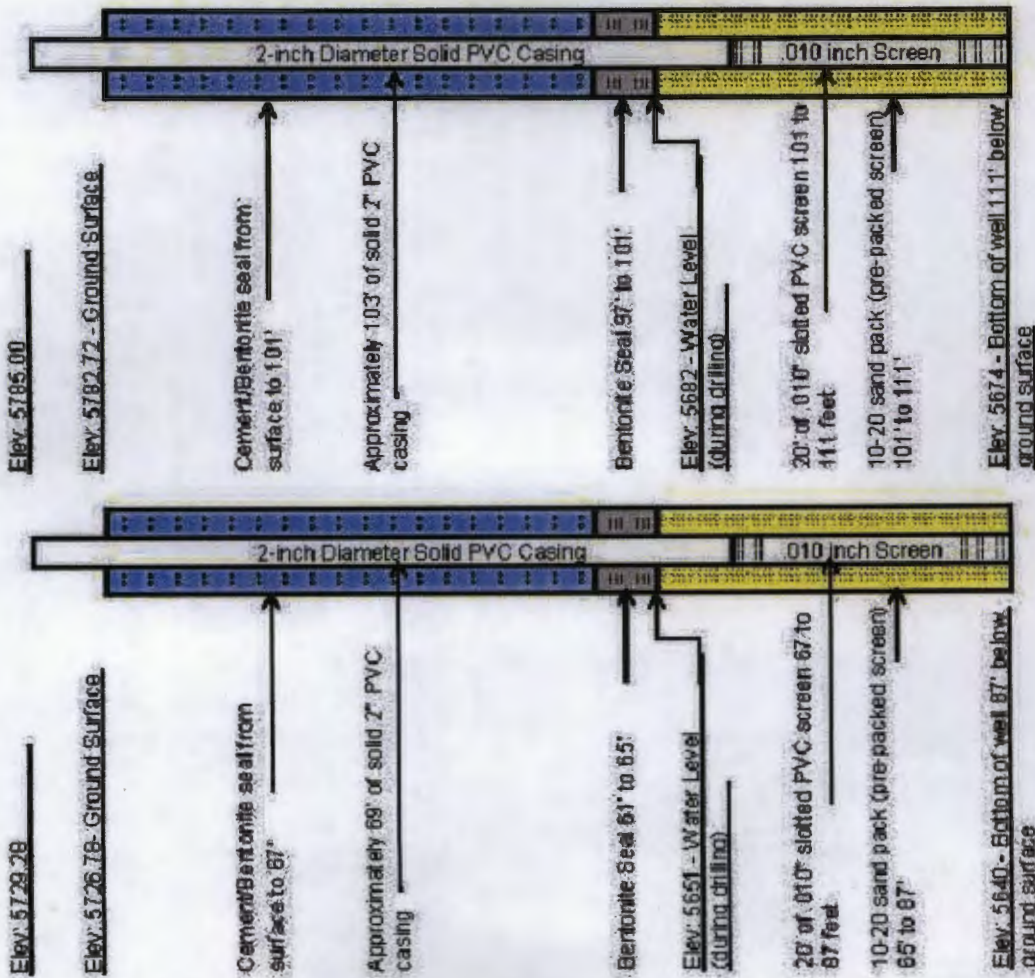 2-inch Diameter Solid PVC Casing
.010 inch Screen
Elev: 5785.00
Elev: 5782.72 - Ground Surface
Cement/Bentonite seal from
surface to 101'
Approximately 103' of solid 2" PVC
casing
Bentonite Seal 97' to 101'
Elev: 5682 - Water Level
(during drilling)
20' of .010" slotted PVC screen 101 to
111 feet
10-20 sand pack (pre-packed screen)
101' to 111'
Elev: 5674 - Bottom of well 111' below
ground surface
2-inch Diameter Solid PVC Casing
.010 inch Screen
Elev: 5729.28
Elev: 5726.78- Ground Surface
Cement/Bentonite seal from
surface to 87'
Approximately 69' of solid 2" PVC
casing
Bentonite Seal 61' to 65'
Elev: 5651 - Water Level
(during drilling)
20' of .010" slotted PVC screen 67 to
87 feet
10-20 sand pack (pre-packed screen)
65' to 87'
Elev: 5640 - Bottom of well 87' below
ground surface